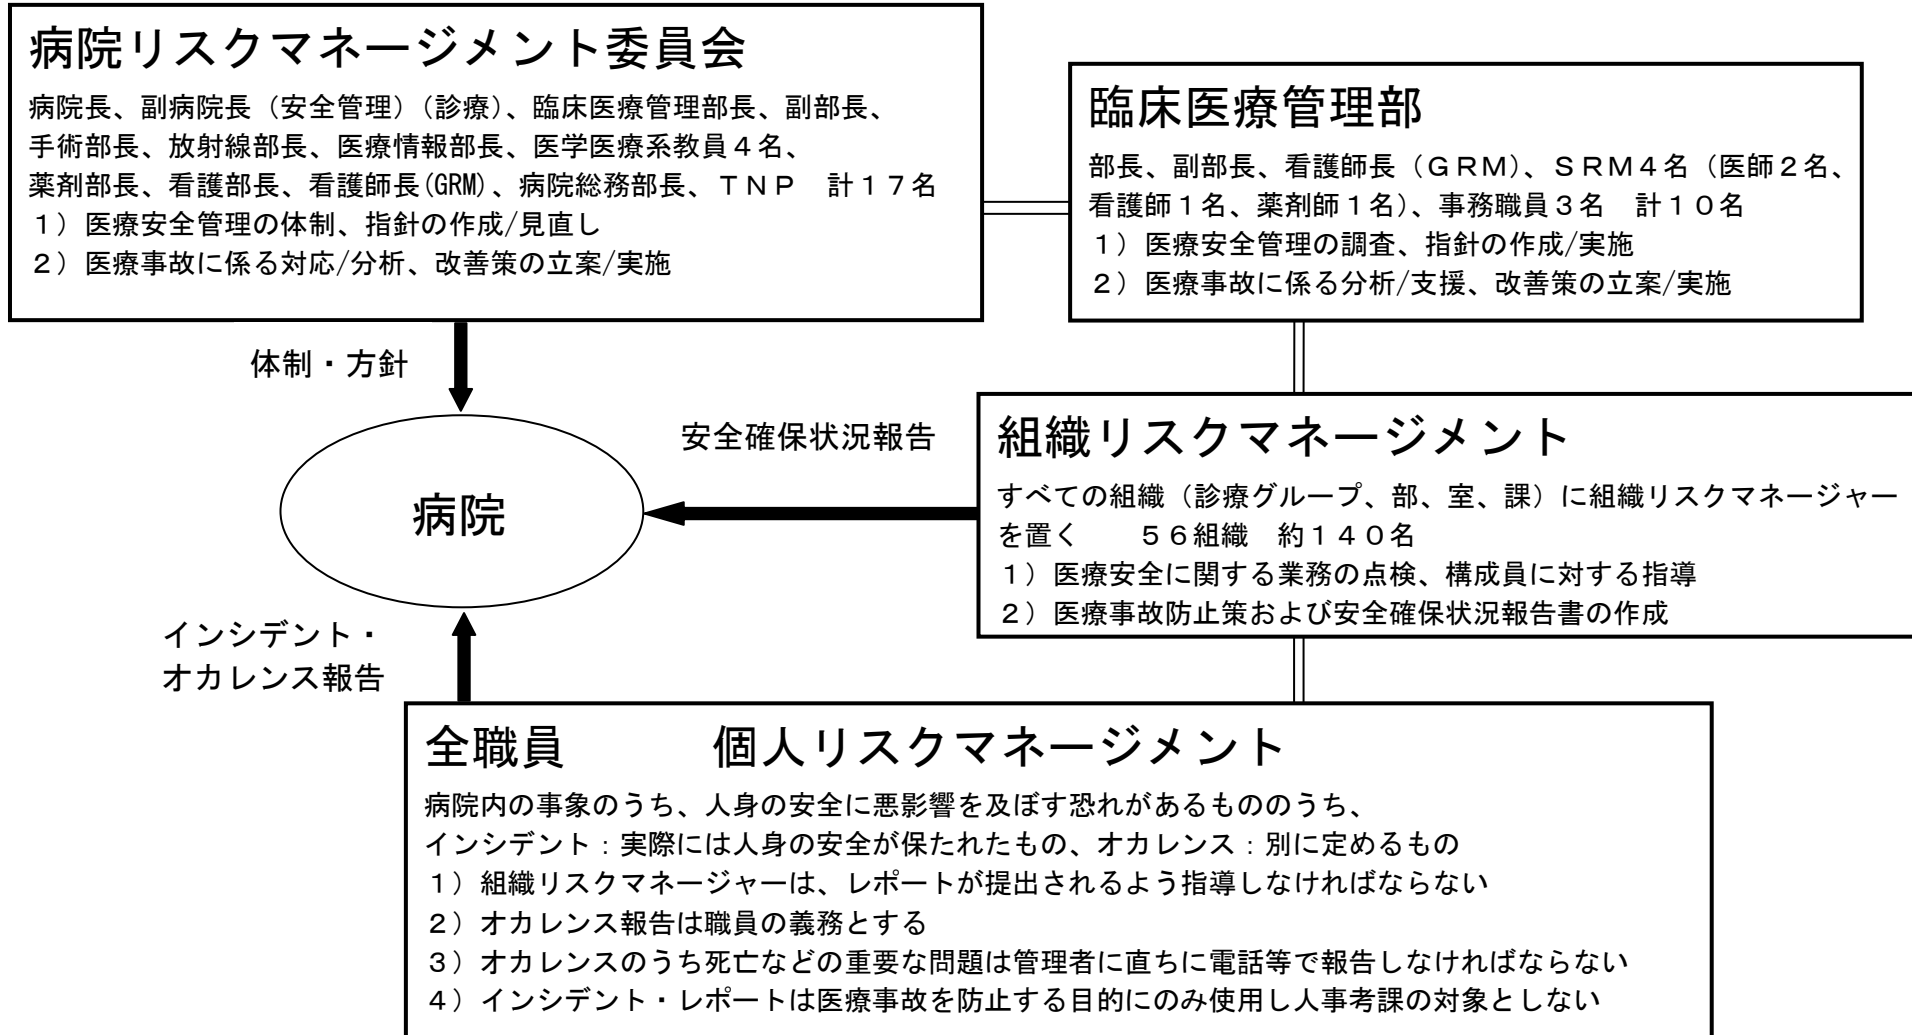 病院リスクマネージメント委員会
病院長、副病院長（安全管理）（診療）、臨床医療管理部長、副部長、
手術部長、放射線部長、医療情報部長、医学医療系教員４名、
薬剤部長、看護部長、看護師長(GRM)、病院総務部長、ＴＮＰ　計１７名
１）医療安全管理の体制、指針の作成/見直し
２）医療事故に係る対応/分析、改善策の立案/実施
臨床医療管理部
部長、副部長、看護師長（ＧＲＭ）、ＳＲＭ４名（医師２名、
看護師１名、薬剤師１名）、事務職員３名　計１０名
１）医療安全管理の調査、指針の作成/実施
２）医療事故に係る分析/支援、改善策の立案/実施
体制・方針
病院
安全確保状況報告
組織リスクマネージメント
すべての組織（診療グループ、部、室、課）に組織リスクマネージャー
を置く　　５６組織　約１４０名
１）医療安全に関する業務の点検、構成員に対する指導
２）医療事故防止策および安全確保状況報告書の作成
インシデント・
オカレンス報告
全職員　　　個人リスクマネージメント
病院内の事象のうち、人身の安全に悪影響を及ぼす恐れがあるもののうち、
インシデント：実際には人身の安全が保たれたもの、オカレンス：別に定めるもの
１）組織リスクマネージャーは、レポートが提出されるよう指導しなければならない
２）オカレンス報告は職員の義務とする
３）オカレンスのうち死亡などの重要な問題は管理者に直ちに電話等で報告しなければならない
４）インシデント・レポートは医療事故を防止する目的にのみ使用し人事考課の対象としない